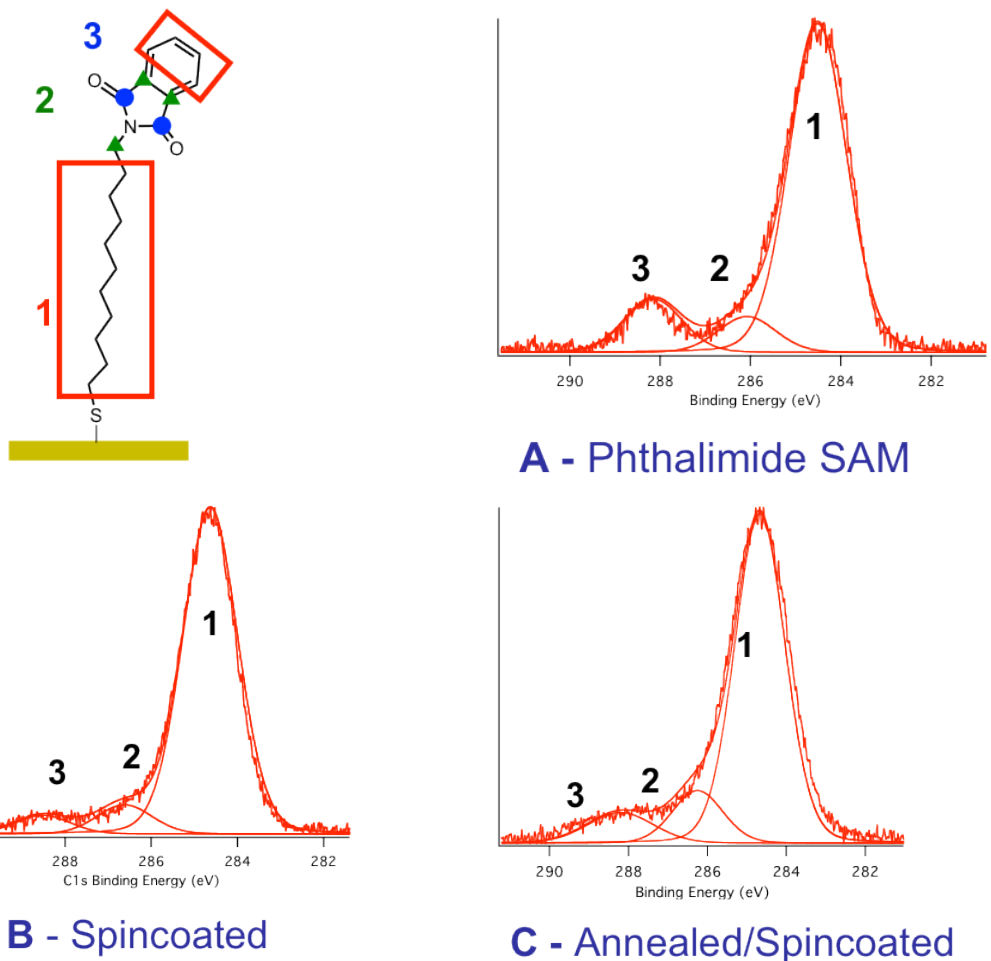 3
O
2
N
O
1
S
3
2
1
290
288
286
284
282
Binding Energy (eV)
A - Phthalimide SAM
3
2
1
288
286
284
282
C1s Binding Energy (eV)
B - Spincoated
3
2
1
290
288
286
284
282
Binding Energy (eV)
C - Annealed/Spincoated